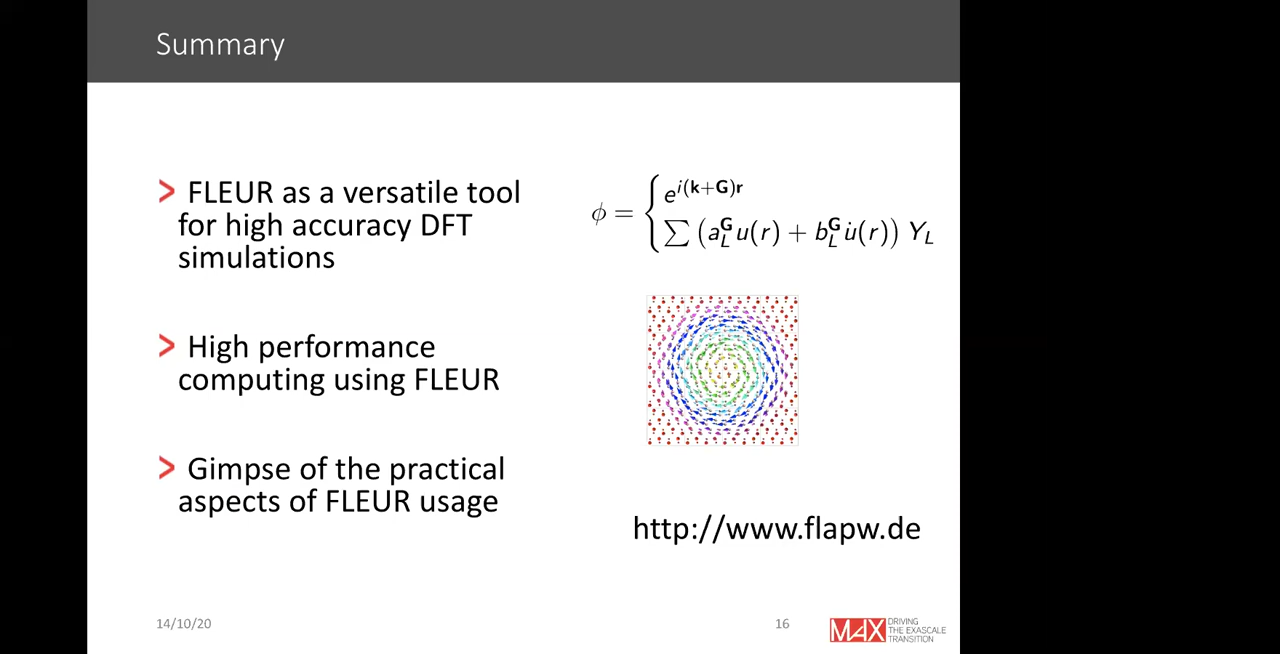 Summary
> FLEUR as a versatile tool
for high accuracy DFT
simulations
> High performance
computing using FLEUR
> Gimpse of the practical
aspects of FLEUR usage
ϕ = { e^{i(k+G)r}
∑ (a_L^G u(r) + b_L^G u̇(r)) Y_L
http://www.flapw.de
14/10/20
16
MAX DRIVING
THE EXASCALE
TRANSITION